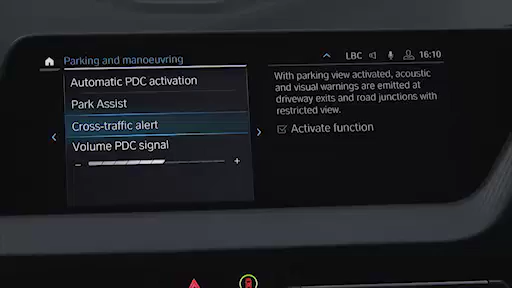 Parking and manoeuvring
LBC 16:10
Automatic PDC activation
Park Assist
Cross-traffic alert
Volume PDC signal
- +
With parking view activated, acoustic
and visual warnings are emitted at
driveway exits and road junctions with
restricted view.
Activate function